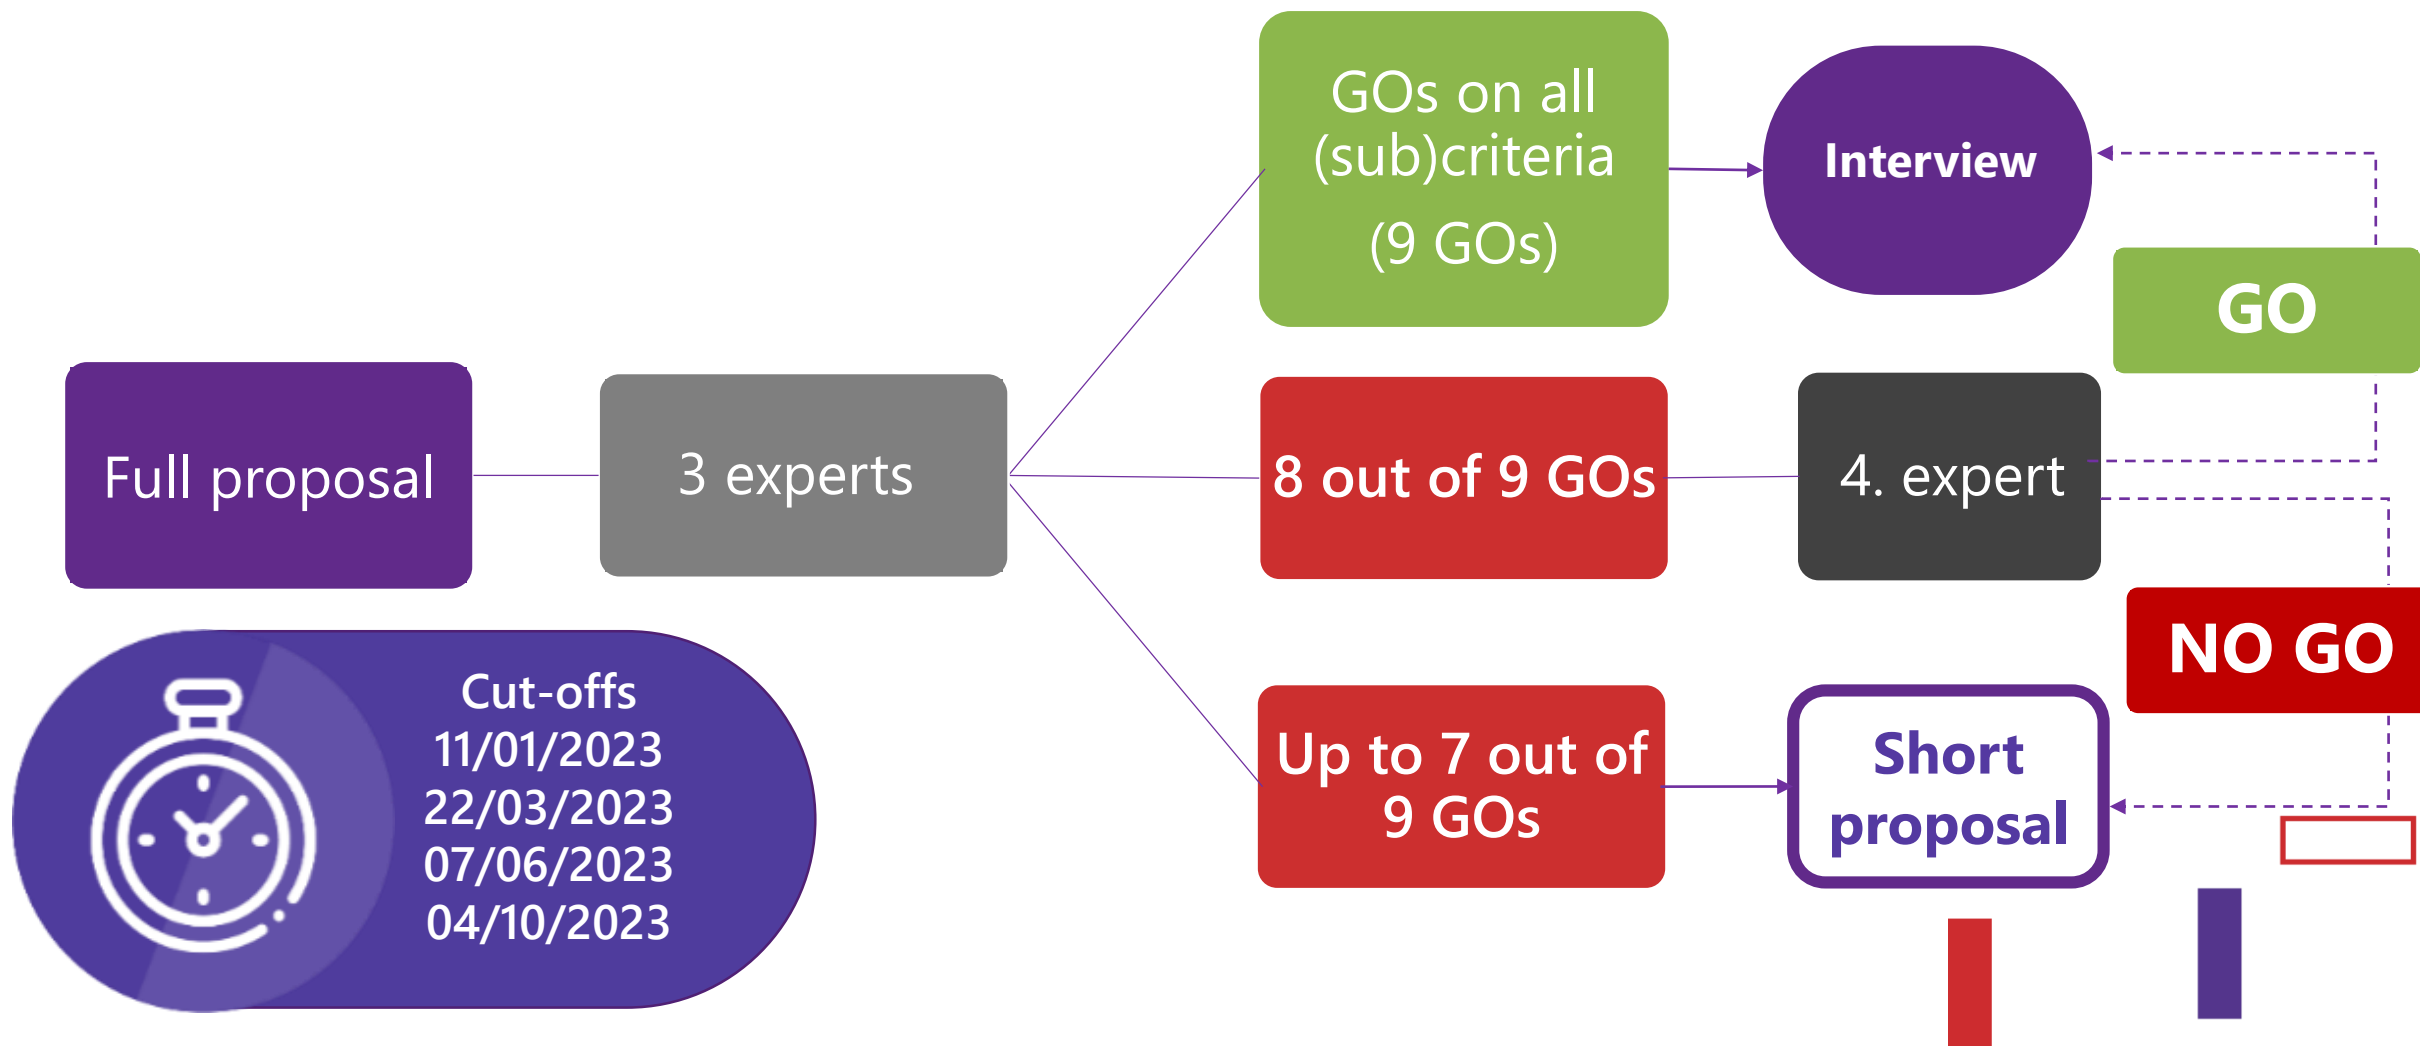 GOs on all
(sub)criteria
(9 GOs)
Interview
GO
Full proposal
3 experts
8 out of 9 GOs
4. expert
NO GO
Cut-offs
11/01/2023
22/03/2023
07/06/2023
04/10/2023
Up to 7 out of
9 GOs
Short
proposal